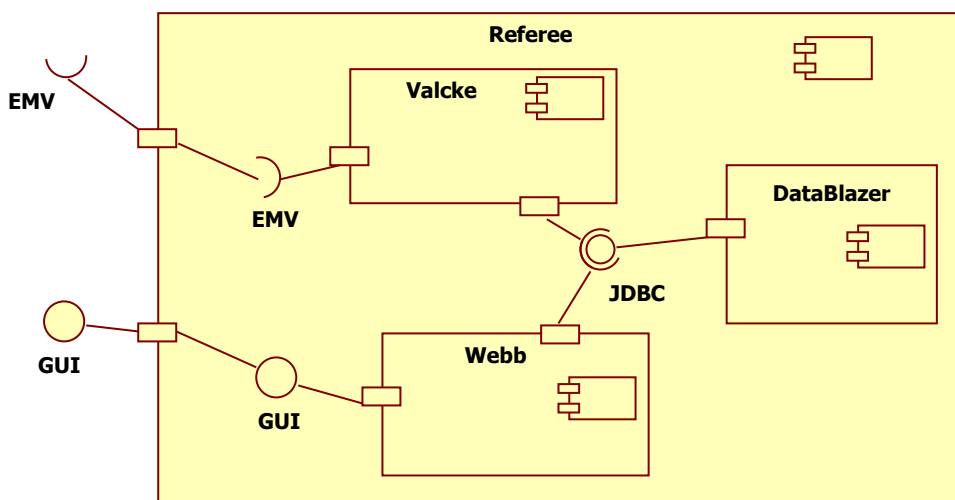 Referee
Valcke
EMV
DataBlazer
EMV
JDBC
Webb
GUI
GUI